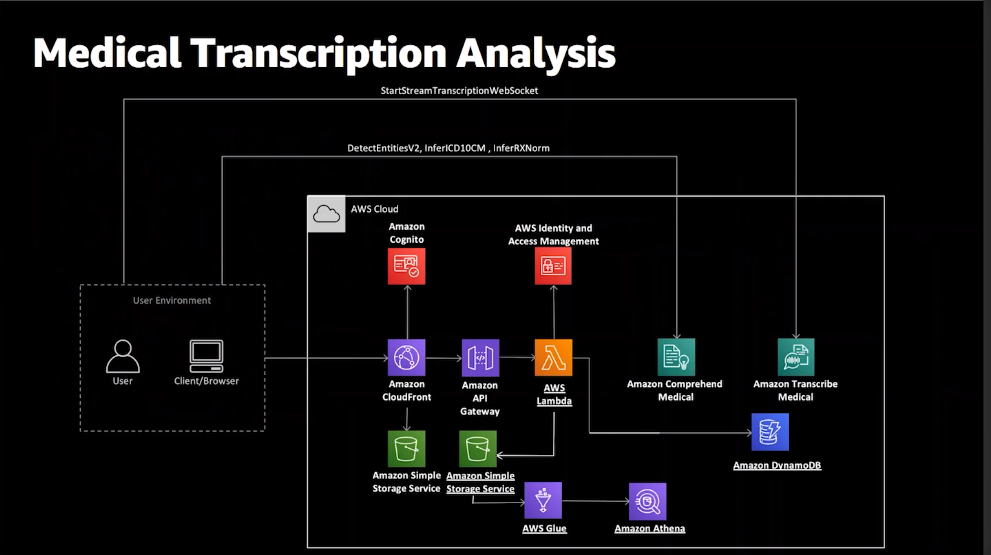 Medical Transcription Analysis
StartStreamTranscriptionWebSocket
DetectEntitiesV2, InferICD10CM , InferRXNorm
AWS Cloud
Amazon
Cognito
AWS Identity and
Access Management
User Environment
User
Client/Browser
Amazon
CloudFront
Amazon
API
Gateway
AWS
Lambda
Amazon Comprehend
Medical
Amazon Transcribe
Medical
Amazon Simple
Storage Service
Amazon Simple
Storage Service
Amazon DynamoDB
AWS Glue
Amazon Athena